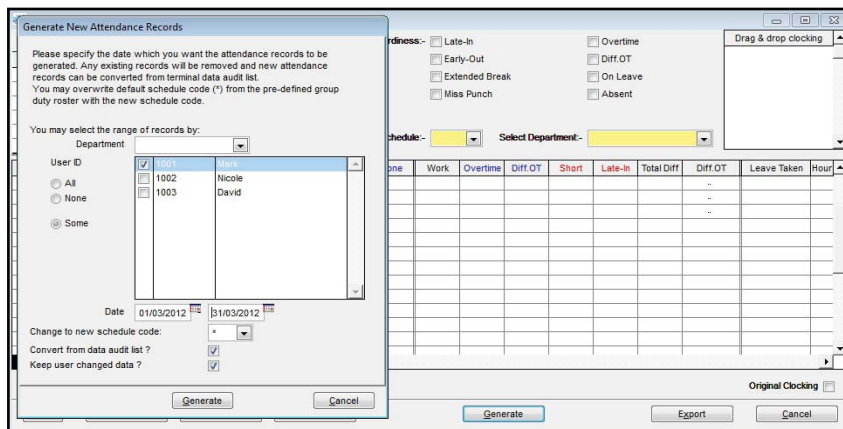 Generate New Attendance Records
Please specify the date which you want the attendance records to be
generated. Any existing records will be removed and new attendance
records can be converted from terminal data audit list.
You may overwrite default schedule code (*) from the pre-defined group
duty roster with the new schedule code.
You may select the range of records by:
Department
User ID
All
None
Some
1001 Mark
1002 Nicole
1003 David
Date 01/03/2012 31/03/2012
Change to new schedule code: *
Convert from data audit list ?
Keep user changed data ?
Generate Cancel
rdiness:- Late-In Overtime
Early-Out Diff.OT
Extended Break On Leave
Miss Punch Absent
Drag & drop clocking
chedule:- Select Department:-
one Work Overtime Diff.OT Short Late-In Total Diff Diff.OT Leave Taken Hour
Original Clocking
Generate Export Cancel